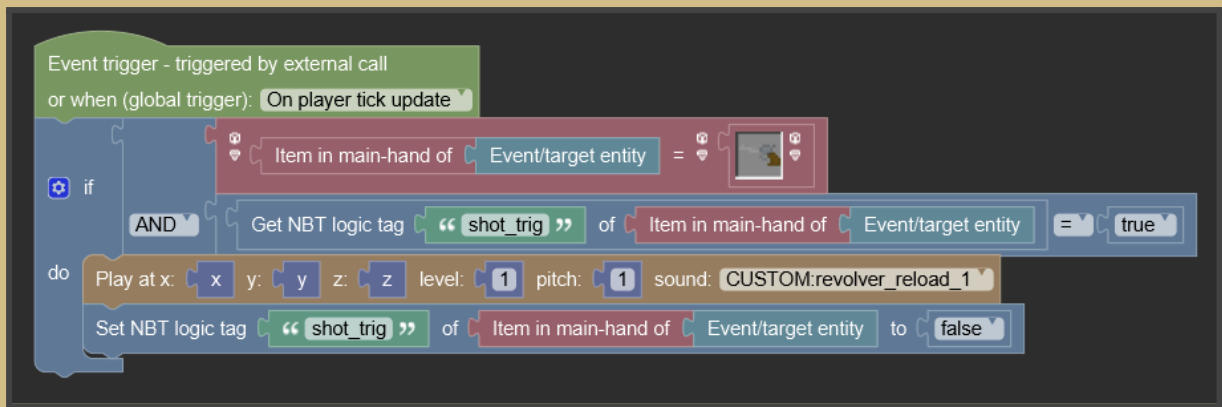 Event trigger - triggered by external call
or when (global trigger): On player tick update
Item in main-hand of Event/target entity =
if
AND Get NBT logic tag “ shot_trig ” of Item in main-hand of Event/target entity = true
do Play at x: x y: y z: z level: 1 pitch: 1 sound: CUSTOM:revolver_reload_1
Set NBT logic tag “ shot_trig ” of Item in main-hand of Event/target entity to false